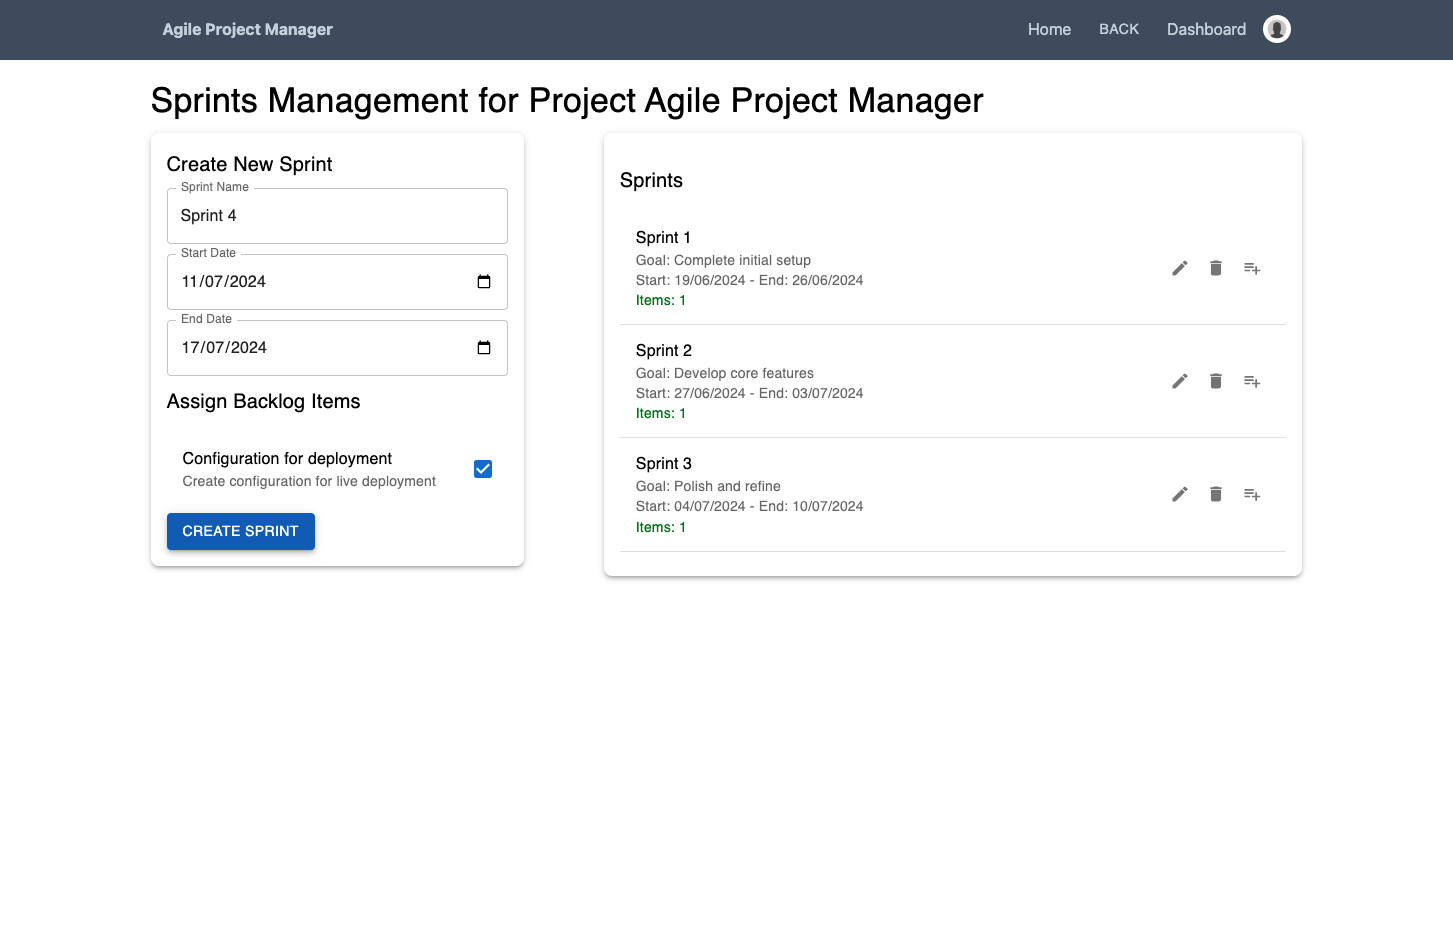 Agile Project Manager
Home BACK Dashboard
Sprints Management for Project Agile Project Manager
Create New Sprint
Sprint Name
Sprint 4
Start Date
11/07/2024
End Date
17/07/2024
Assign Backlog Items
Configuration for deployment
Create configuration for live deployment
CREATE SPRINT
Sprints
Sprint 1
Goal: Complete initial setup
Start: 19/06/2024 - End: 26/06/2024
Items: 1
Sprint 2
Goal: Develop core features
Start: 27/06/2024 - End: 03/07/2024
Items: 1
Sprint 3
Goal: Polish and refine
Start: 04/07/2024 - End: 10/07/2024
Items: 1